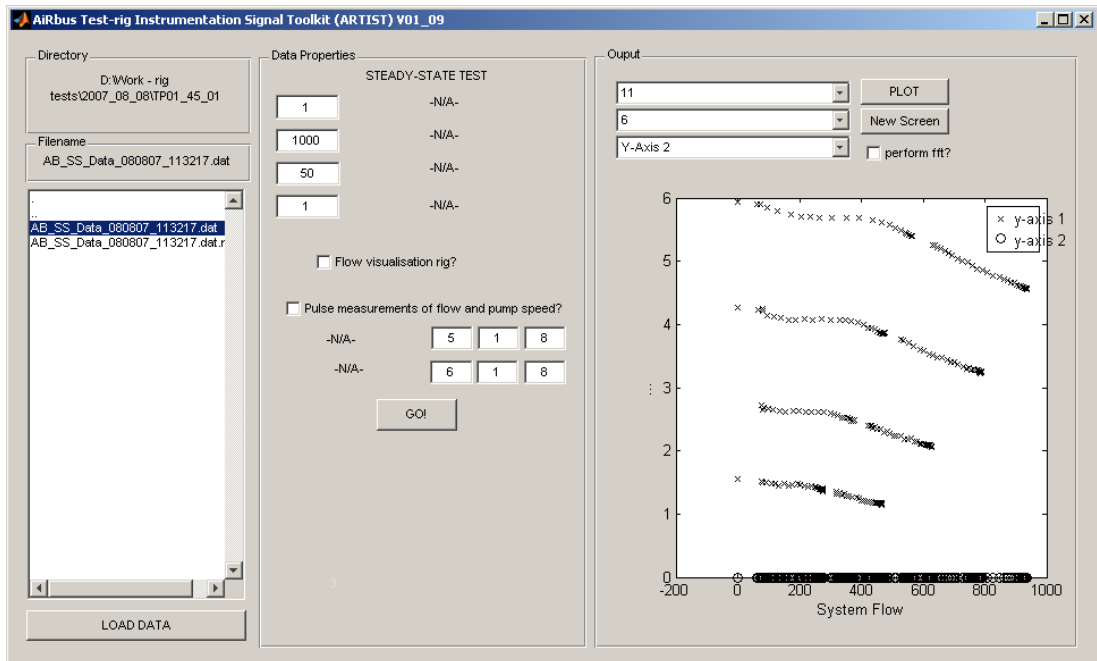 AiRbus Test-rig Instrumentation Signal Toolkit (ARTIST) V01_09
Directory
D:\Work - rig
tests\2007_08_08\TP01_45_01
Filename
AB_SS_Data_080807_113217.dat
.
..
AB_SS_Data_080807_113217.dat
AB_SS_Data_080807_113217.dat.r
LOAD DATA
Data Properties
STEADY-STATE TEST
1 -N/A-
1000 -N/A-
50 -N/A-
1 -N/A-
Flow visualisation rig?
Pulse measurements of flow and pump speed?
-N/A- 5 1 8
-N/A- 6 1 8
GO!
3
Ouput
11 PLOT
6 New Screen
Y-Axis 2 perform fft?
y-axis 1
y-axis 2
6
5
4
3
2
1
0
...
-200 0 200 400 600 800 1000
System Flow